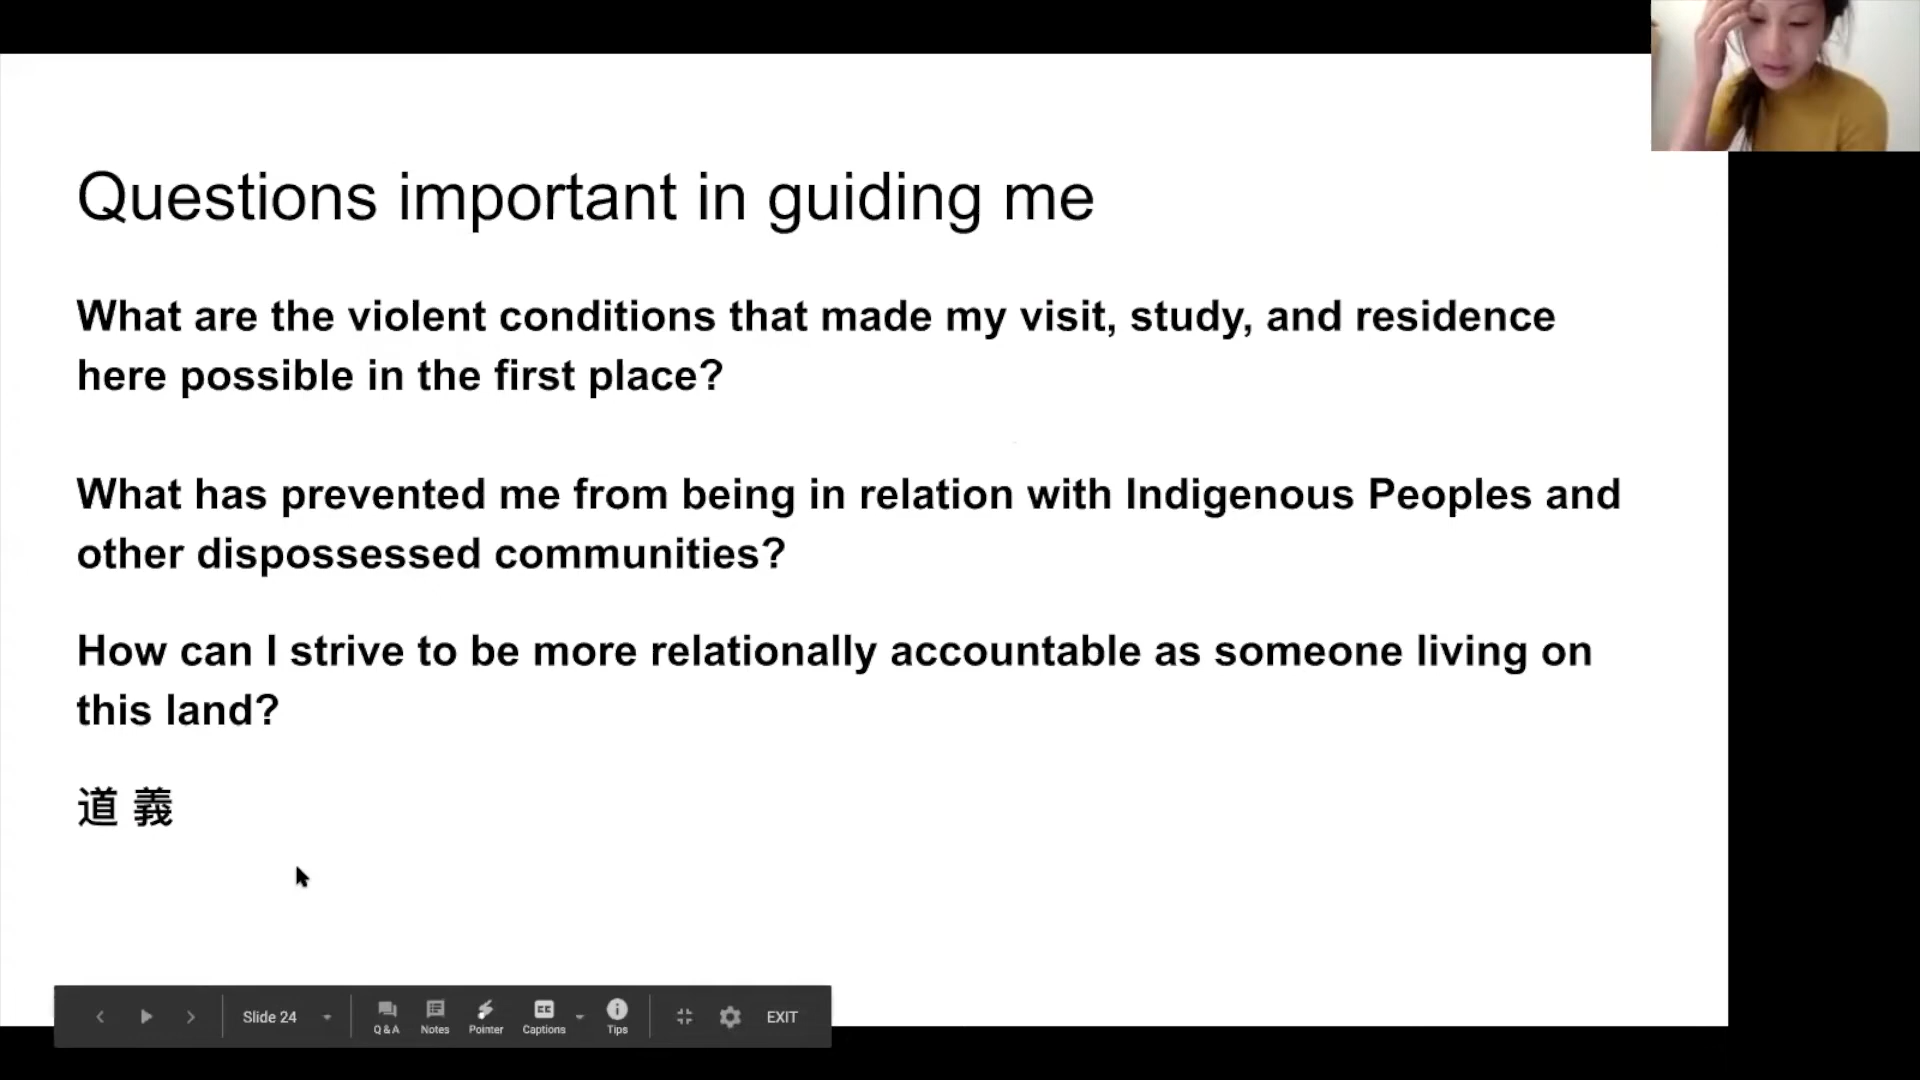 Questions important in guiding me
What are the violent conditions that made my visit, study, and residence
here possible in the first place?
What has prevented me from being in relation with Indigenous Peoples and
other dispossessed communities?
How can I strive to be more relationally accountable as someone living on
this land?
道 義
Slide 24
Q&A
Notes
Pointer
CC
Captions
Tips
EXIT